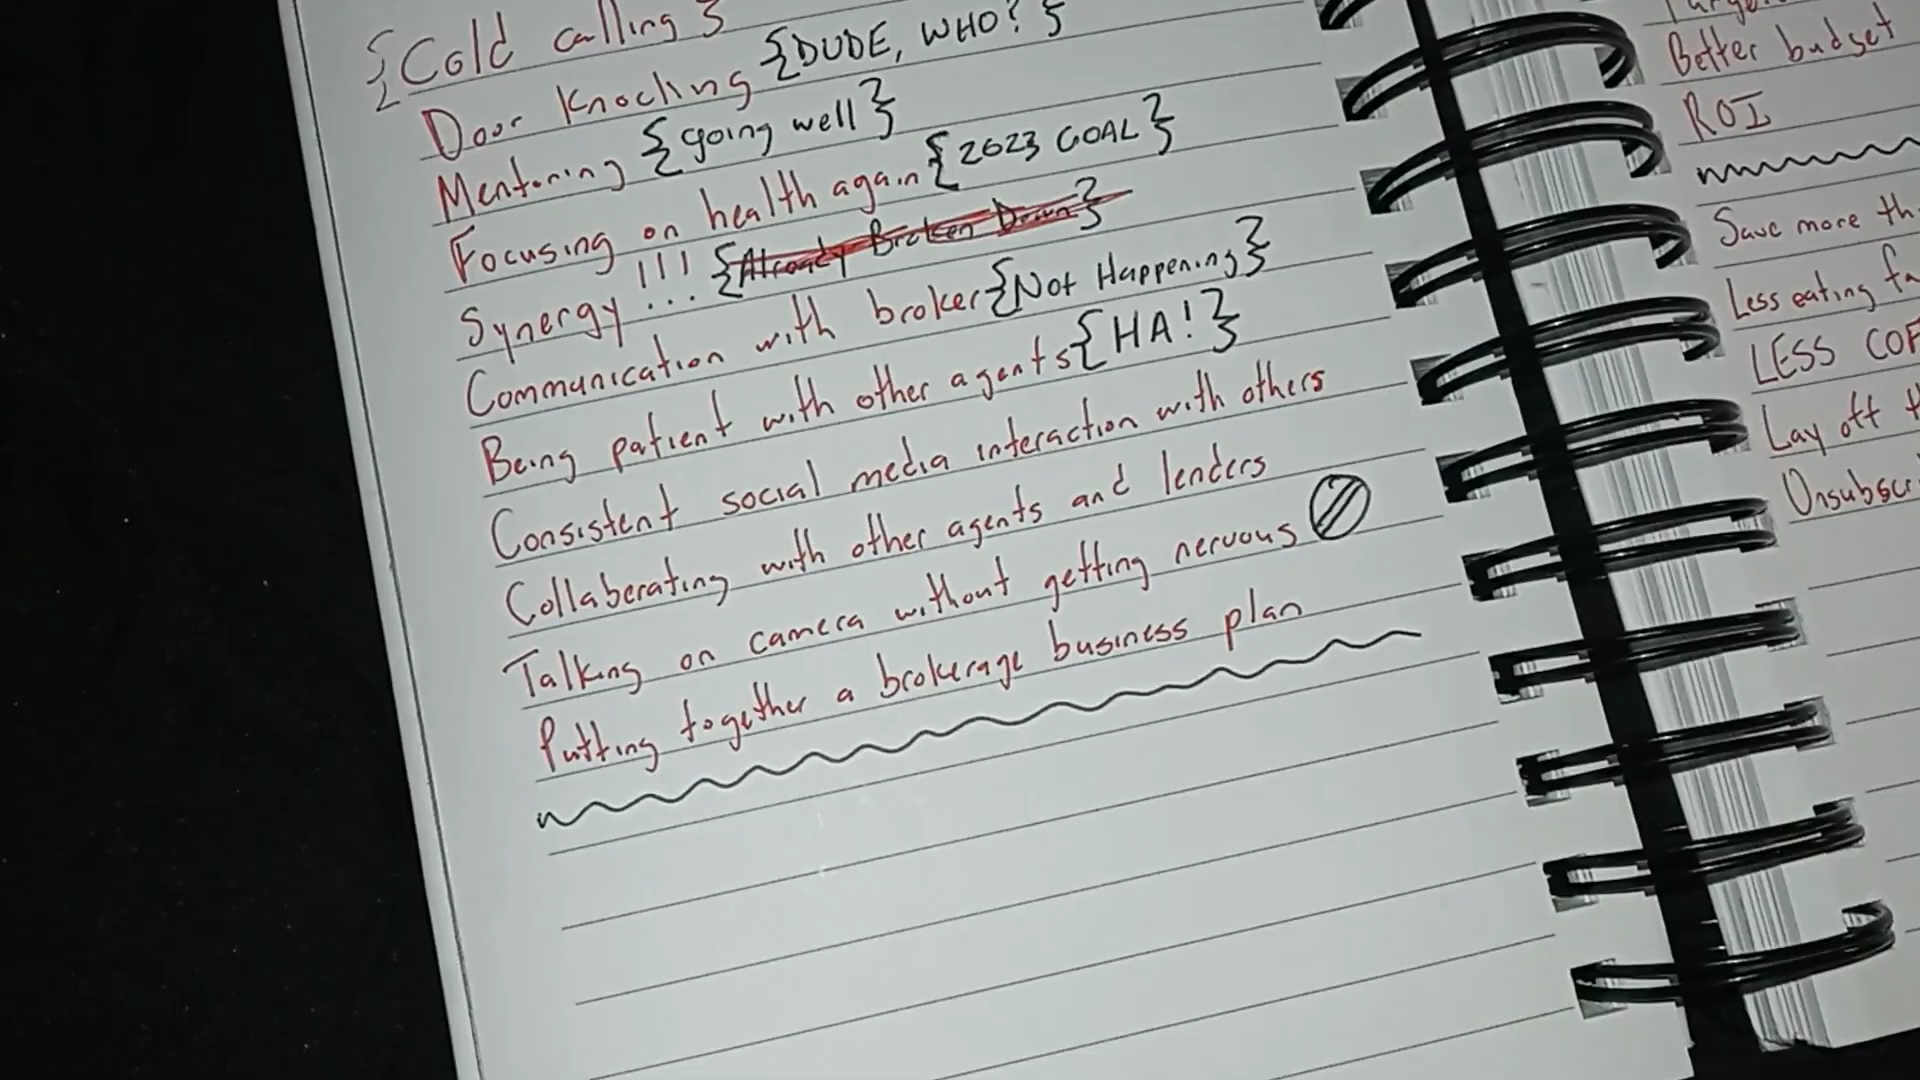 {Cold calling}
Door Knocking {DUDE, WHO?}
Mentoring {going well}
Focusing on health again {2023 GOAL}
Synergy!!! {Already Broken Down}
Communication with broker {Not Happening}
Being patient with other agents {HA!}
Consistent social media interaction with others
Collaberating with other agents and lenders
Talking on camera without getting nervous
Putting together a brokerage business plan
Better budget
ROI
Save more
Less eating
LESS
Lay off